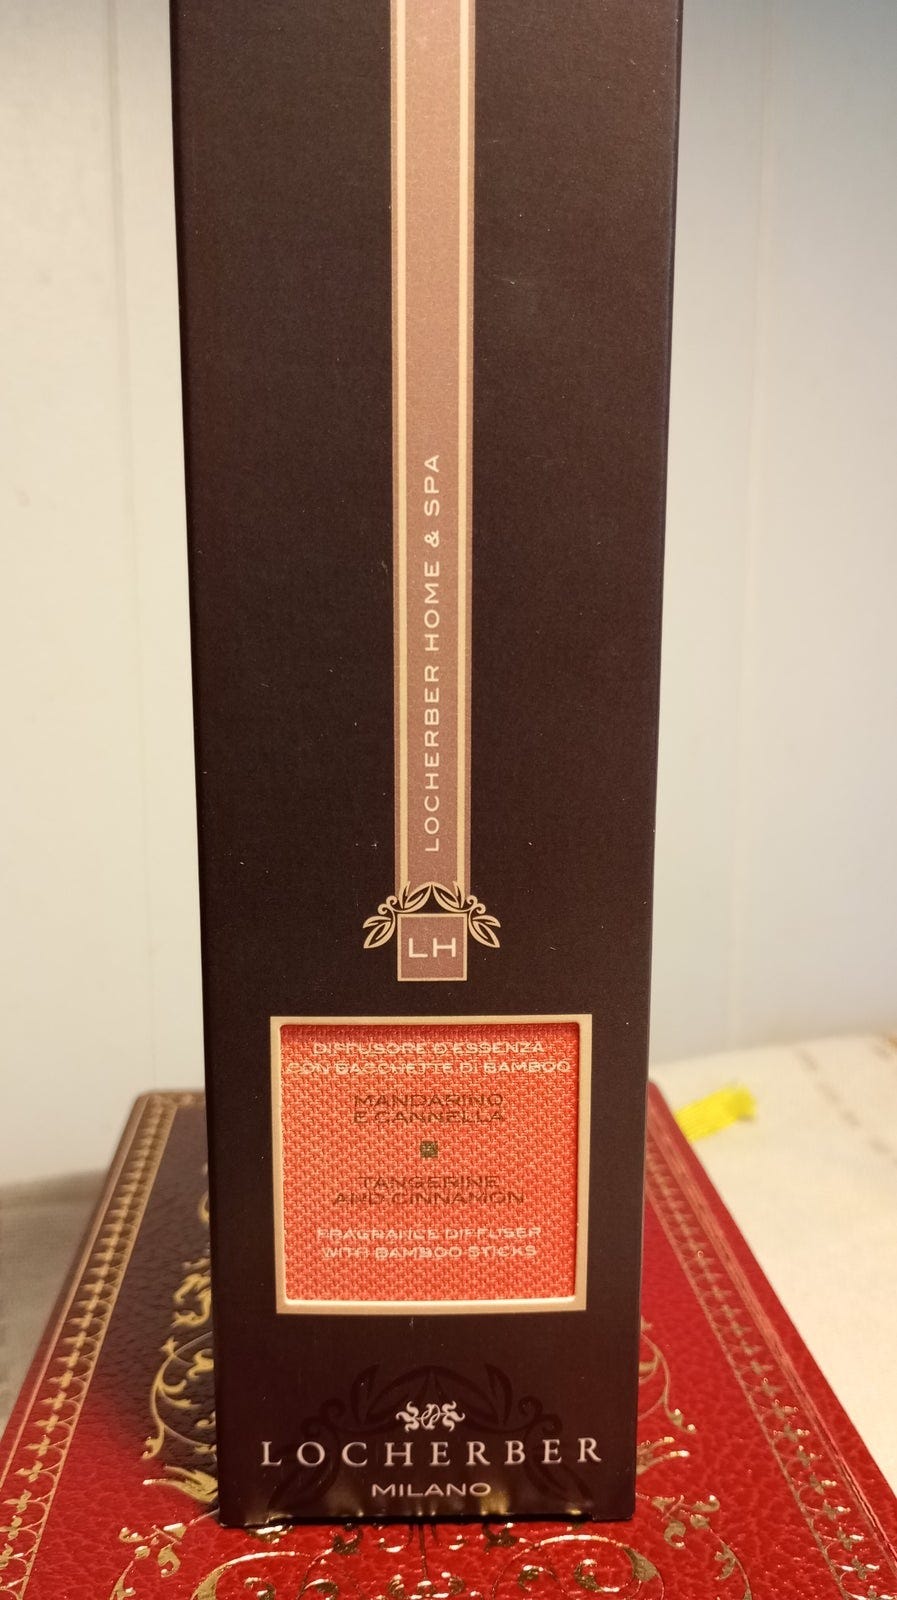 LOCHERBER HOME & SPA
LH
DIFFUSORE D'ESSENZA
CON BACCHETTE DI BAMBOO
MANDARINO
E CANNELLA
TANGERINE
AND CINNAMON
FRAGRANCE DIFFUSER
WITH BAMBOO STICKS
LOCHERBER
MILANO